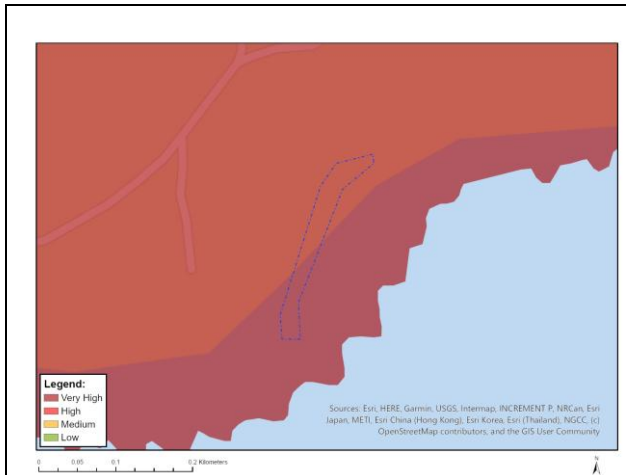 Legend:
Very High
High
Medium
Low
Sources: Esri, HERE, Garmin, USGS, Intermap, INCREMENT P, NRCan, Esri
Japan, METI, Esri China (Hong Kong), Esri Korea, Esri (Thailand), NGCC, (c)
OpenStreetMap contributors, and the GIS User Community
0 0.05 0.1 0.2 Kilometers
N